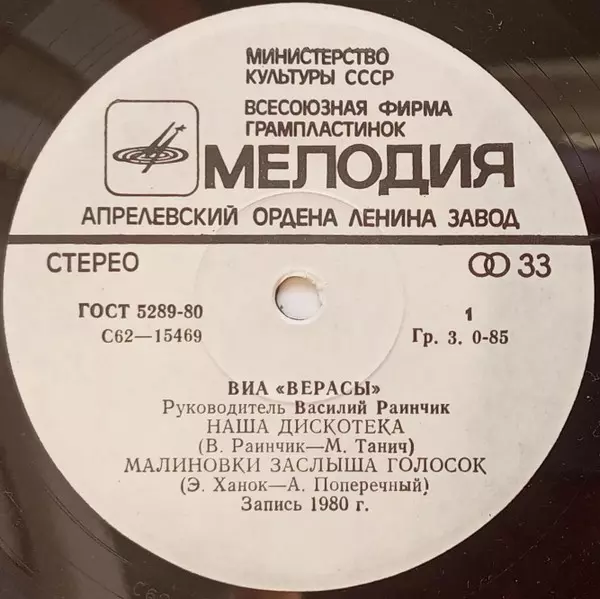 МИНИСТЕРСТВО
КУЛЬТУРЫ СССР
ВСЕСОЮЗНАЯ ФИРМА
ГРАМПЛАСТИНОК
МЕЛОДИЯ
АПРЕЛЕВСКИЙ ОРДЕНА ЛЕНИНА ЗАВОД
СТЕРЕО
33
ГОСТ 5289-80
1
С62—15469
Гр. 3. 0-85
ВИА «ВЕРАСЫ»
Руководитель Василий Раинчик
НАША ДИСКОТЕКА
(В. Раинчик—М. Танич)
МАЛИНОВКИ ЗАСЛЫША ГОЛОСОК
(Э. Ханок—А. Поперечный)
Запись 1980 г.